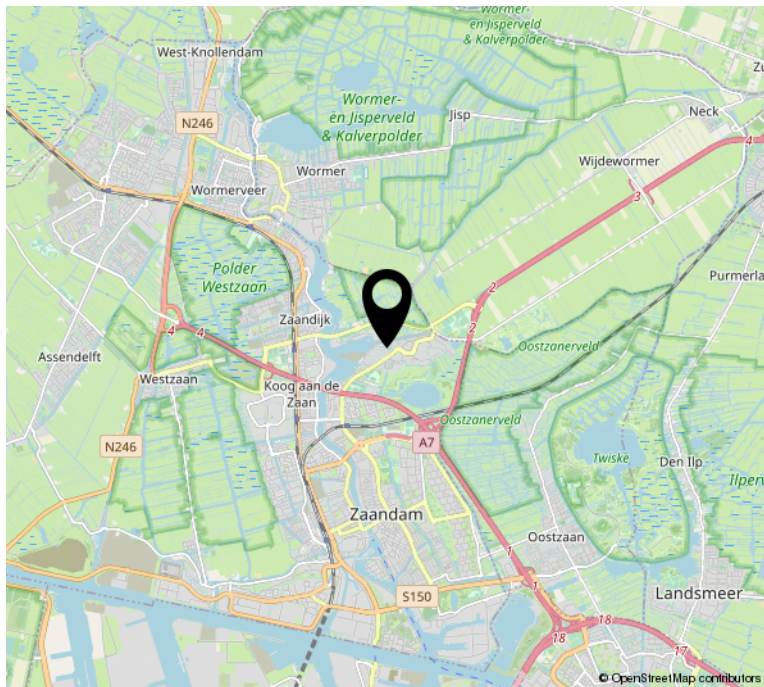 Wormer-
en Jisperveld
& Kalverpolder
West-Knollendam
Wormer-
en Jisperveld
& Kalverpolder
Jisp
Neck
N246
4
Wijdewormer
Wormer
Wormerveer
3
Polder
Westzaan
Purmerla
2
Zaandijk
2
4
4
Oostzanerveld
Assendelft
Westzaan
Koog aan de
Zaan
Oostzanerveld
A7
N246
Twiske
Den Ilp
Ilperv
Zaandam
Oostzaan
1
1
S150
Landsmeer
18
18
17
© OpenStreetMap contributors